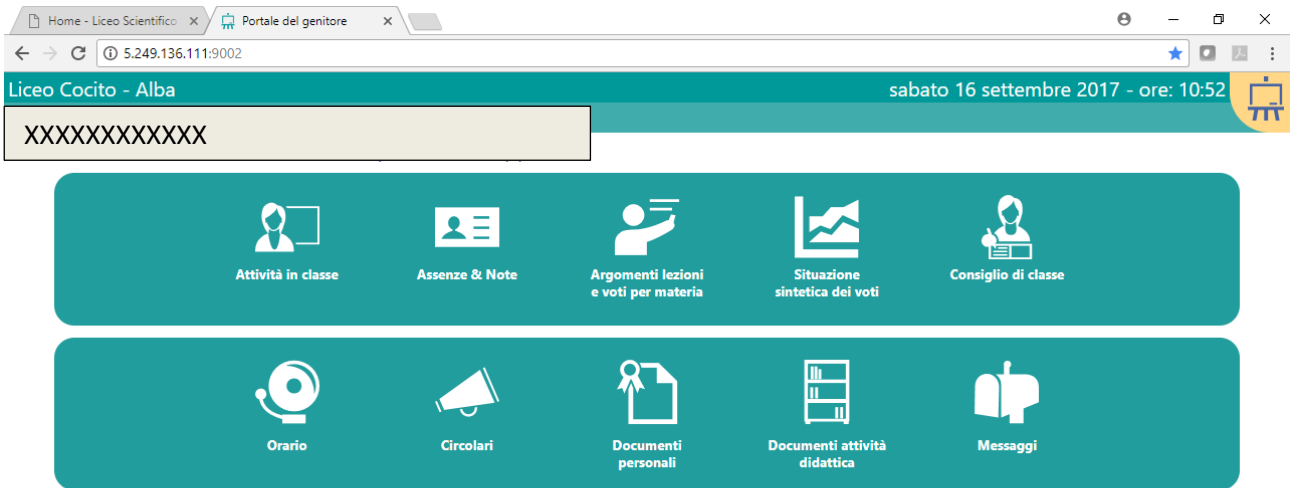 Home - Liceo Scientifico
Portale del genitore
5.249.136.111:9002
Liceo Cocito - Alba
sabato 16 settembre 2017 - ore: 10:52
XXXXXXXXXXXX
Attività in classe
Assenze & Note
Argomenti lezioni
e voti per materia
Situazione
sintetica dei voti
Consiglio di classe
Orario
Circolari
Documenti
personali
Documenti attività
didattica
Messaggi